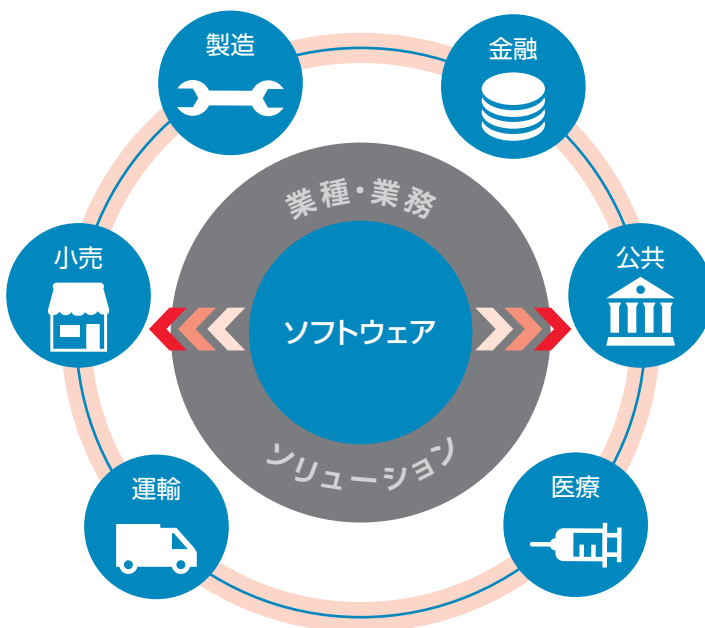 製造
金融
業種・業務
小売
公共
ソフトウェア
ソリューション
運輸
医療